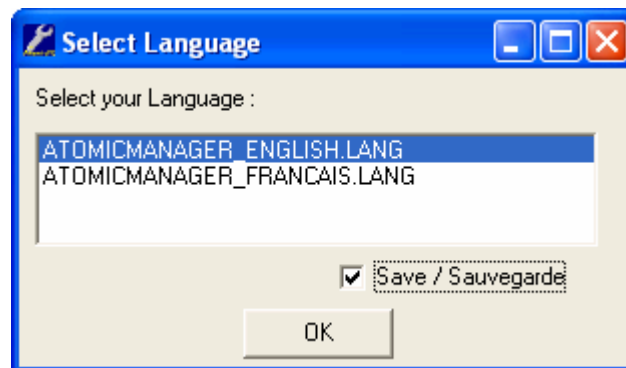 Select Language
Select your Language :
ATOMICMANAGER_ENGLISH.LANG
ATOMICMANAGER_FRANCAIS.LANG
Save / Sauvegarde
OK